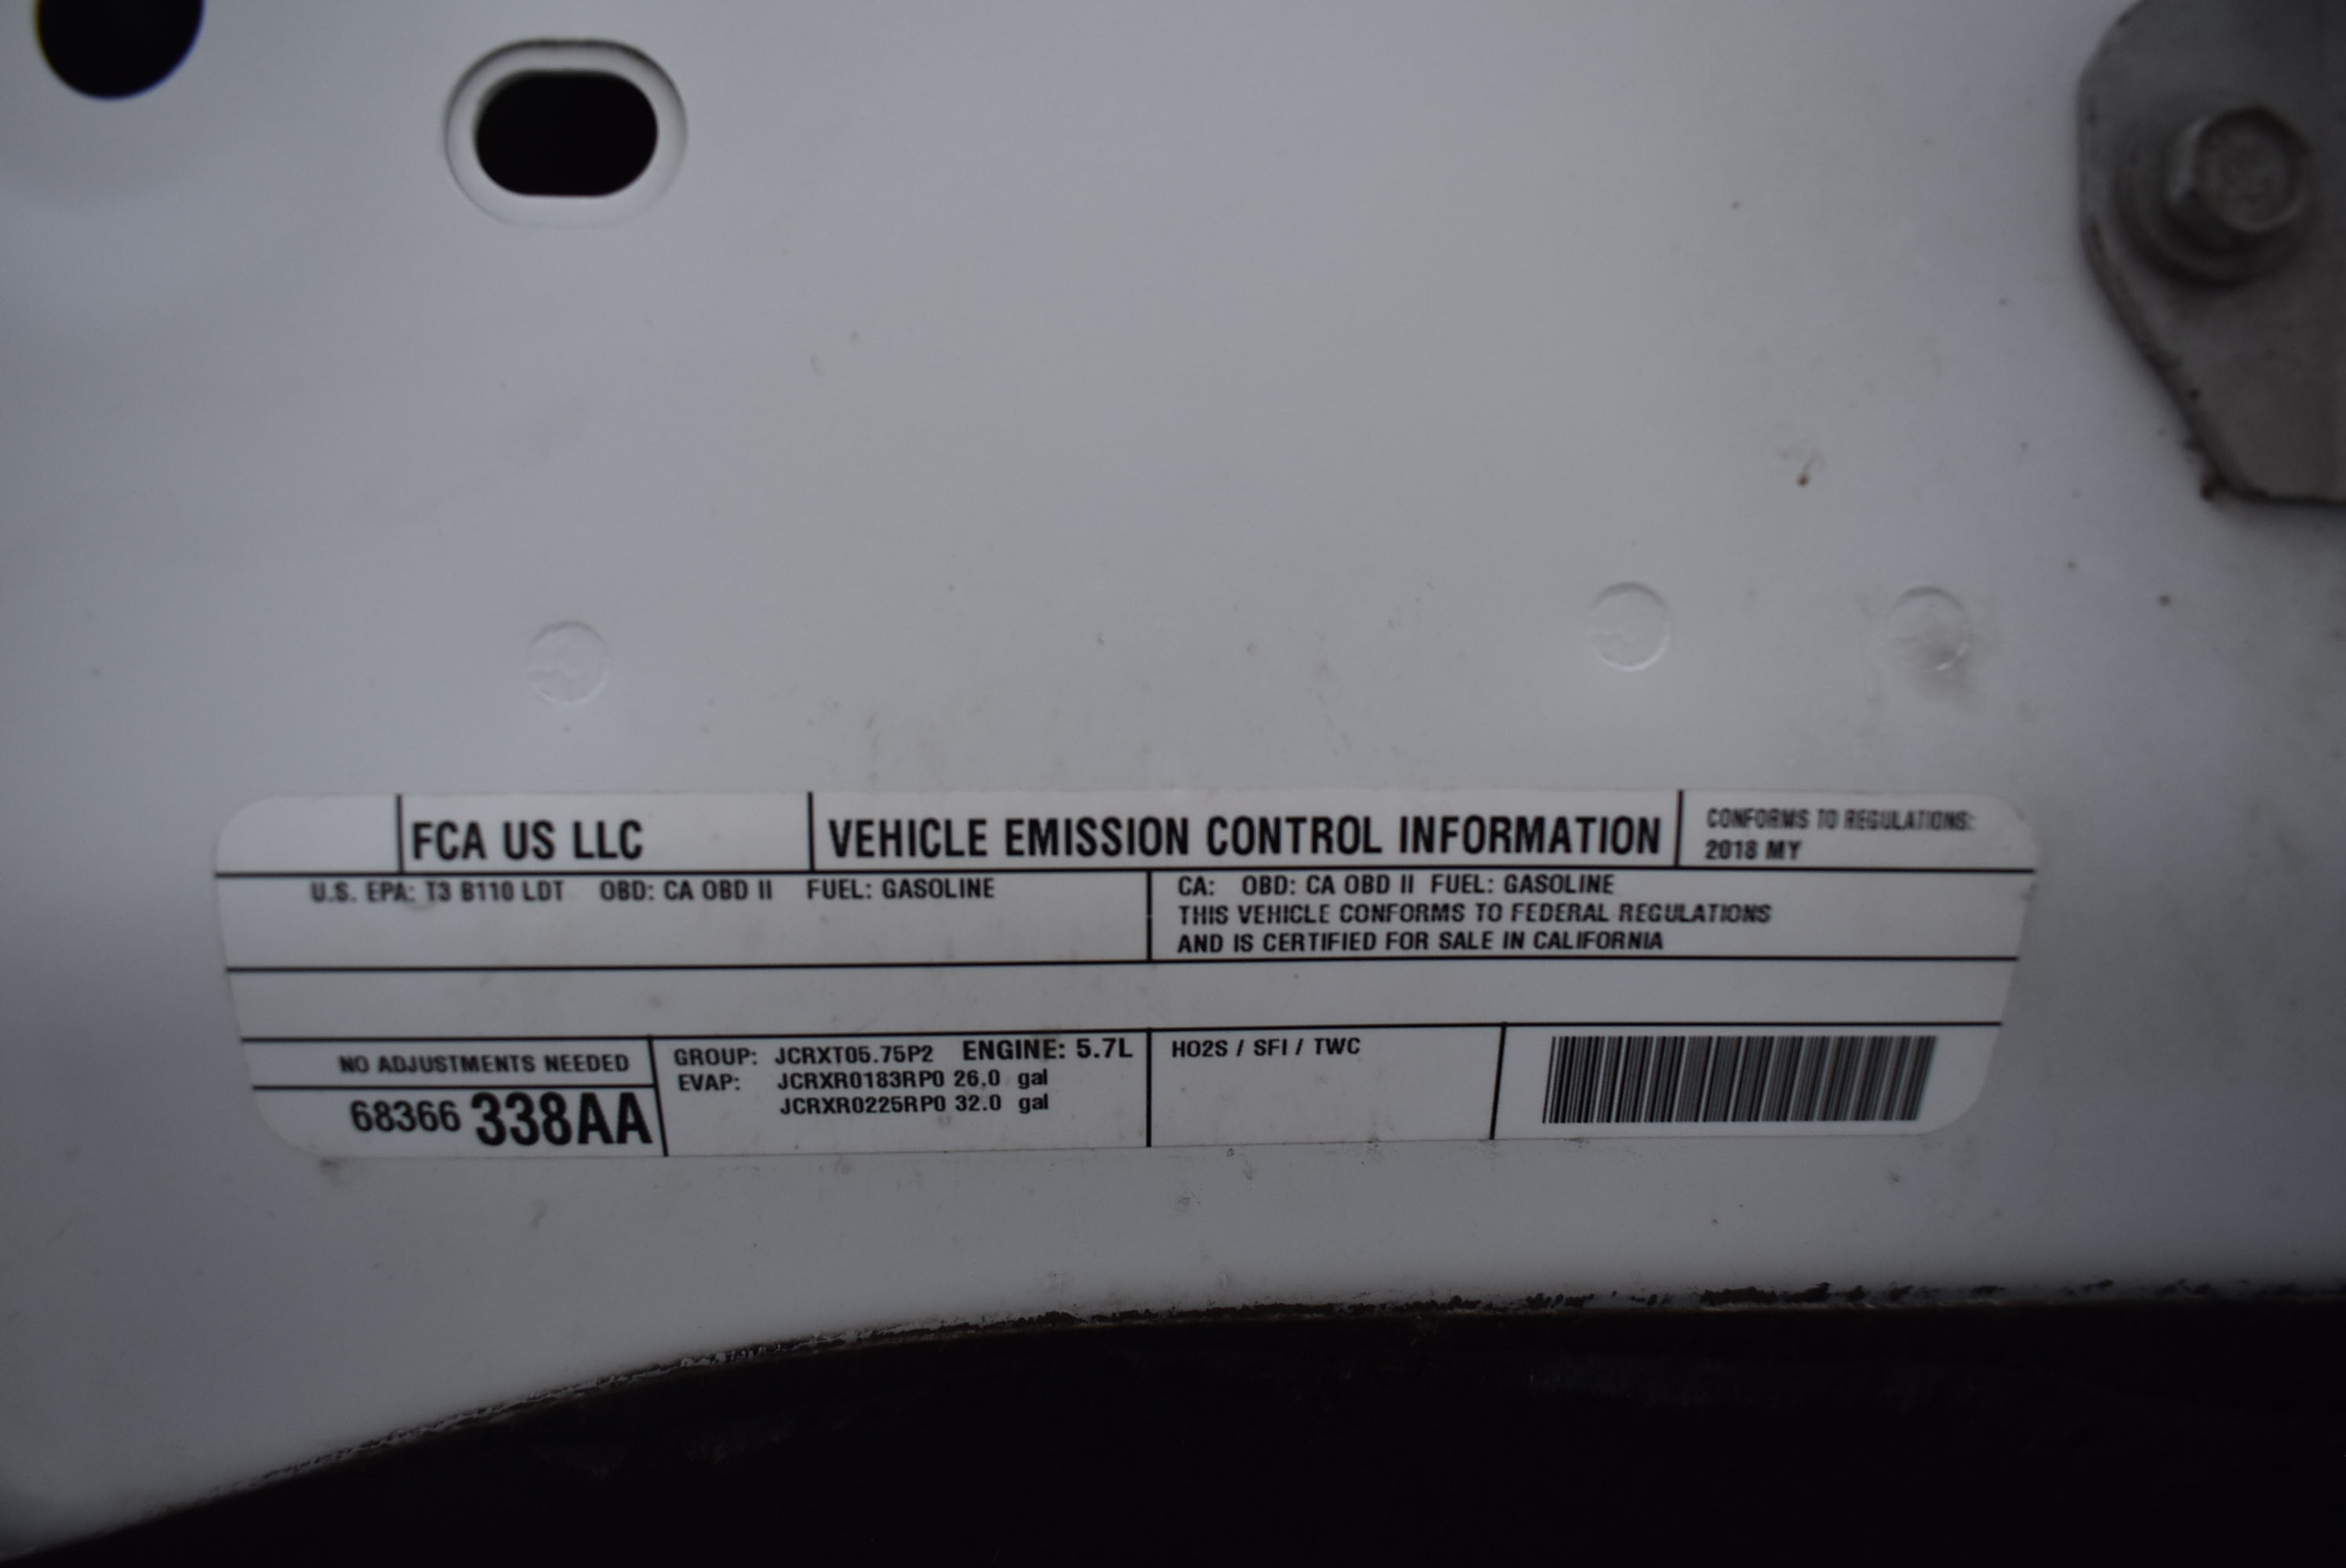 FCA US LLC
VEHICLE EMISSION CONTROL INFORMATION
CONFORMS TO REGULATIONS:
2018 MY
U.S. EPA: T3 B110 LDT OBD: CA OBD II FUEL: GASOLINE
CA: OBD: CA OBD II FUEL: GASOLINE
THIS VEHICLE CONFORMS TO FEDERAL REGULATIONS
AND IS CERTIFIED FOR SALE IN CALIFORNIA
NO ADJUSTMENTS NEEDED
68366 338AA
GROUP: JCRXT05.75P2 ENGINE: 5.7L
EVAP: JCRXR0183RP0 26.0 gal
JCRXR0225RP0 32.0 gal
HO2S / SFI / TWC